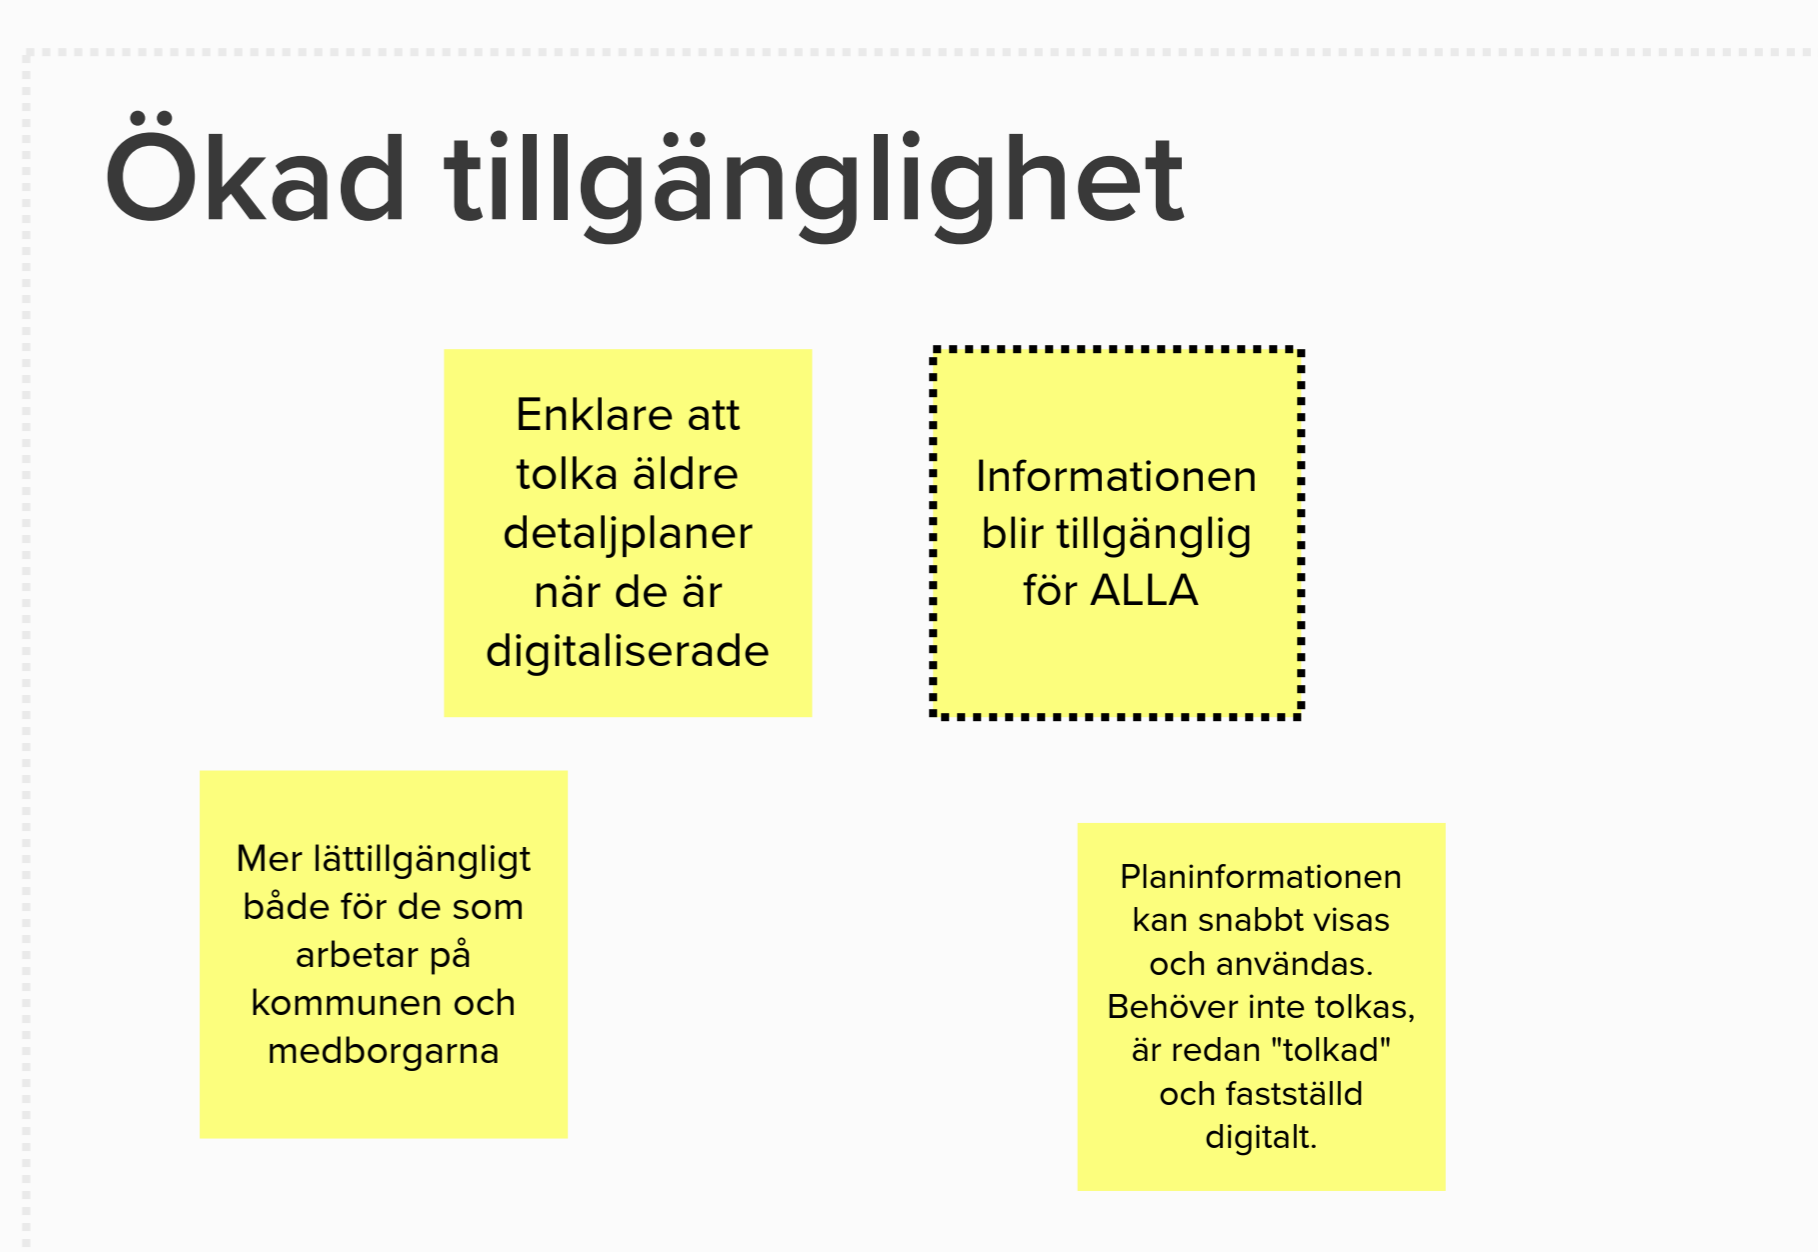 Ökad tillgänglighet
Enklare att
tolka äldre
detaljplaner
när de är
digitaliserade
Informationen
blir tillgänglig
för ALLA
Mer lättillgängligt
både för de som
arbetar på
kommunen och
medborgarna
Planinformationen
kan snabbt visas
och användas.
Behöver inte tolkas,
är redan "tolkad"
och fastställd
digitalt.